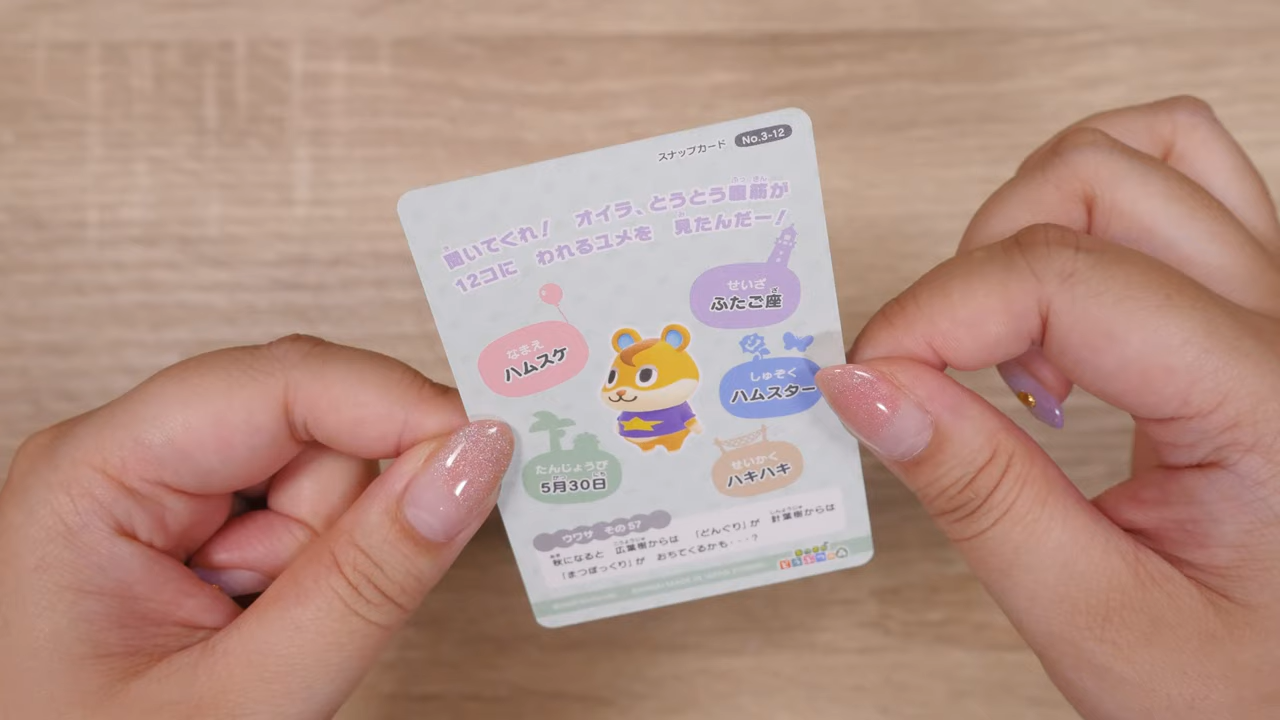 スナップカード No.3-12
聞いてくれ! オイラ、とうとう腹筋が
12コに われるユメを 見たんだー!
せいざ
ふたご座
なまえ
ハムスケ
しゅぞく
ハムスター
たんじょうび
5月30日
せいかく
ハキハキ
ウワサ その57
秋になると 広葉樹からは 「どんぐり」が 針葉樹からは
「まつぼっくり」が おちてくるかも・・・?
どうぶつの森